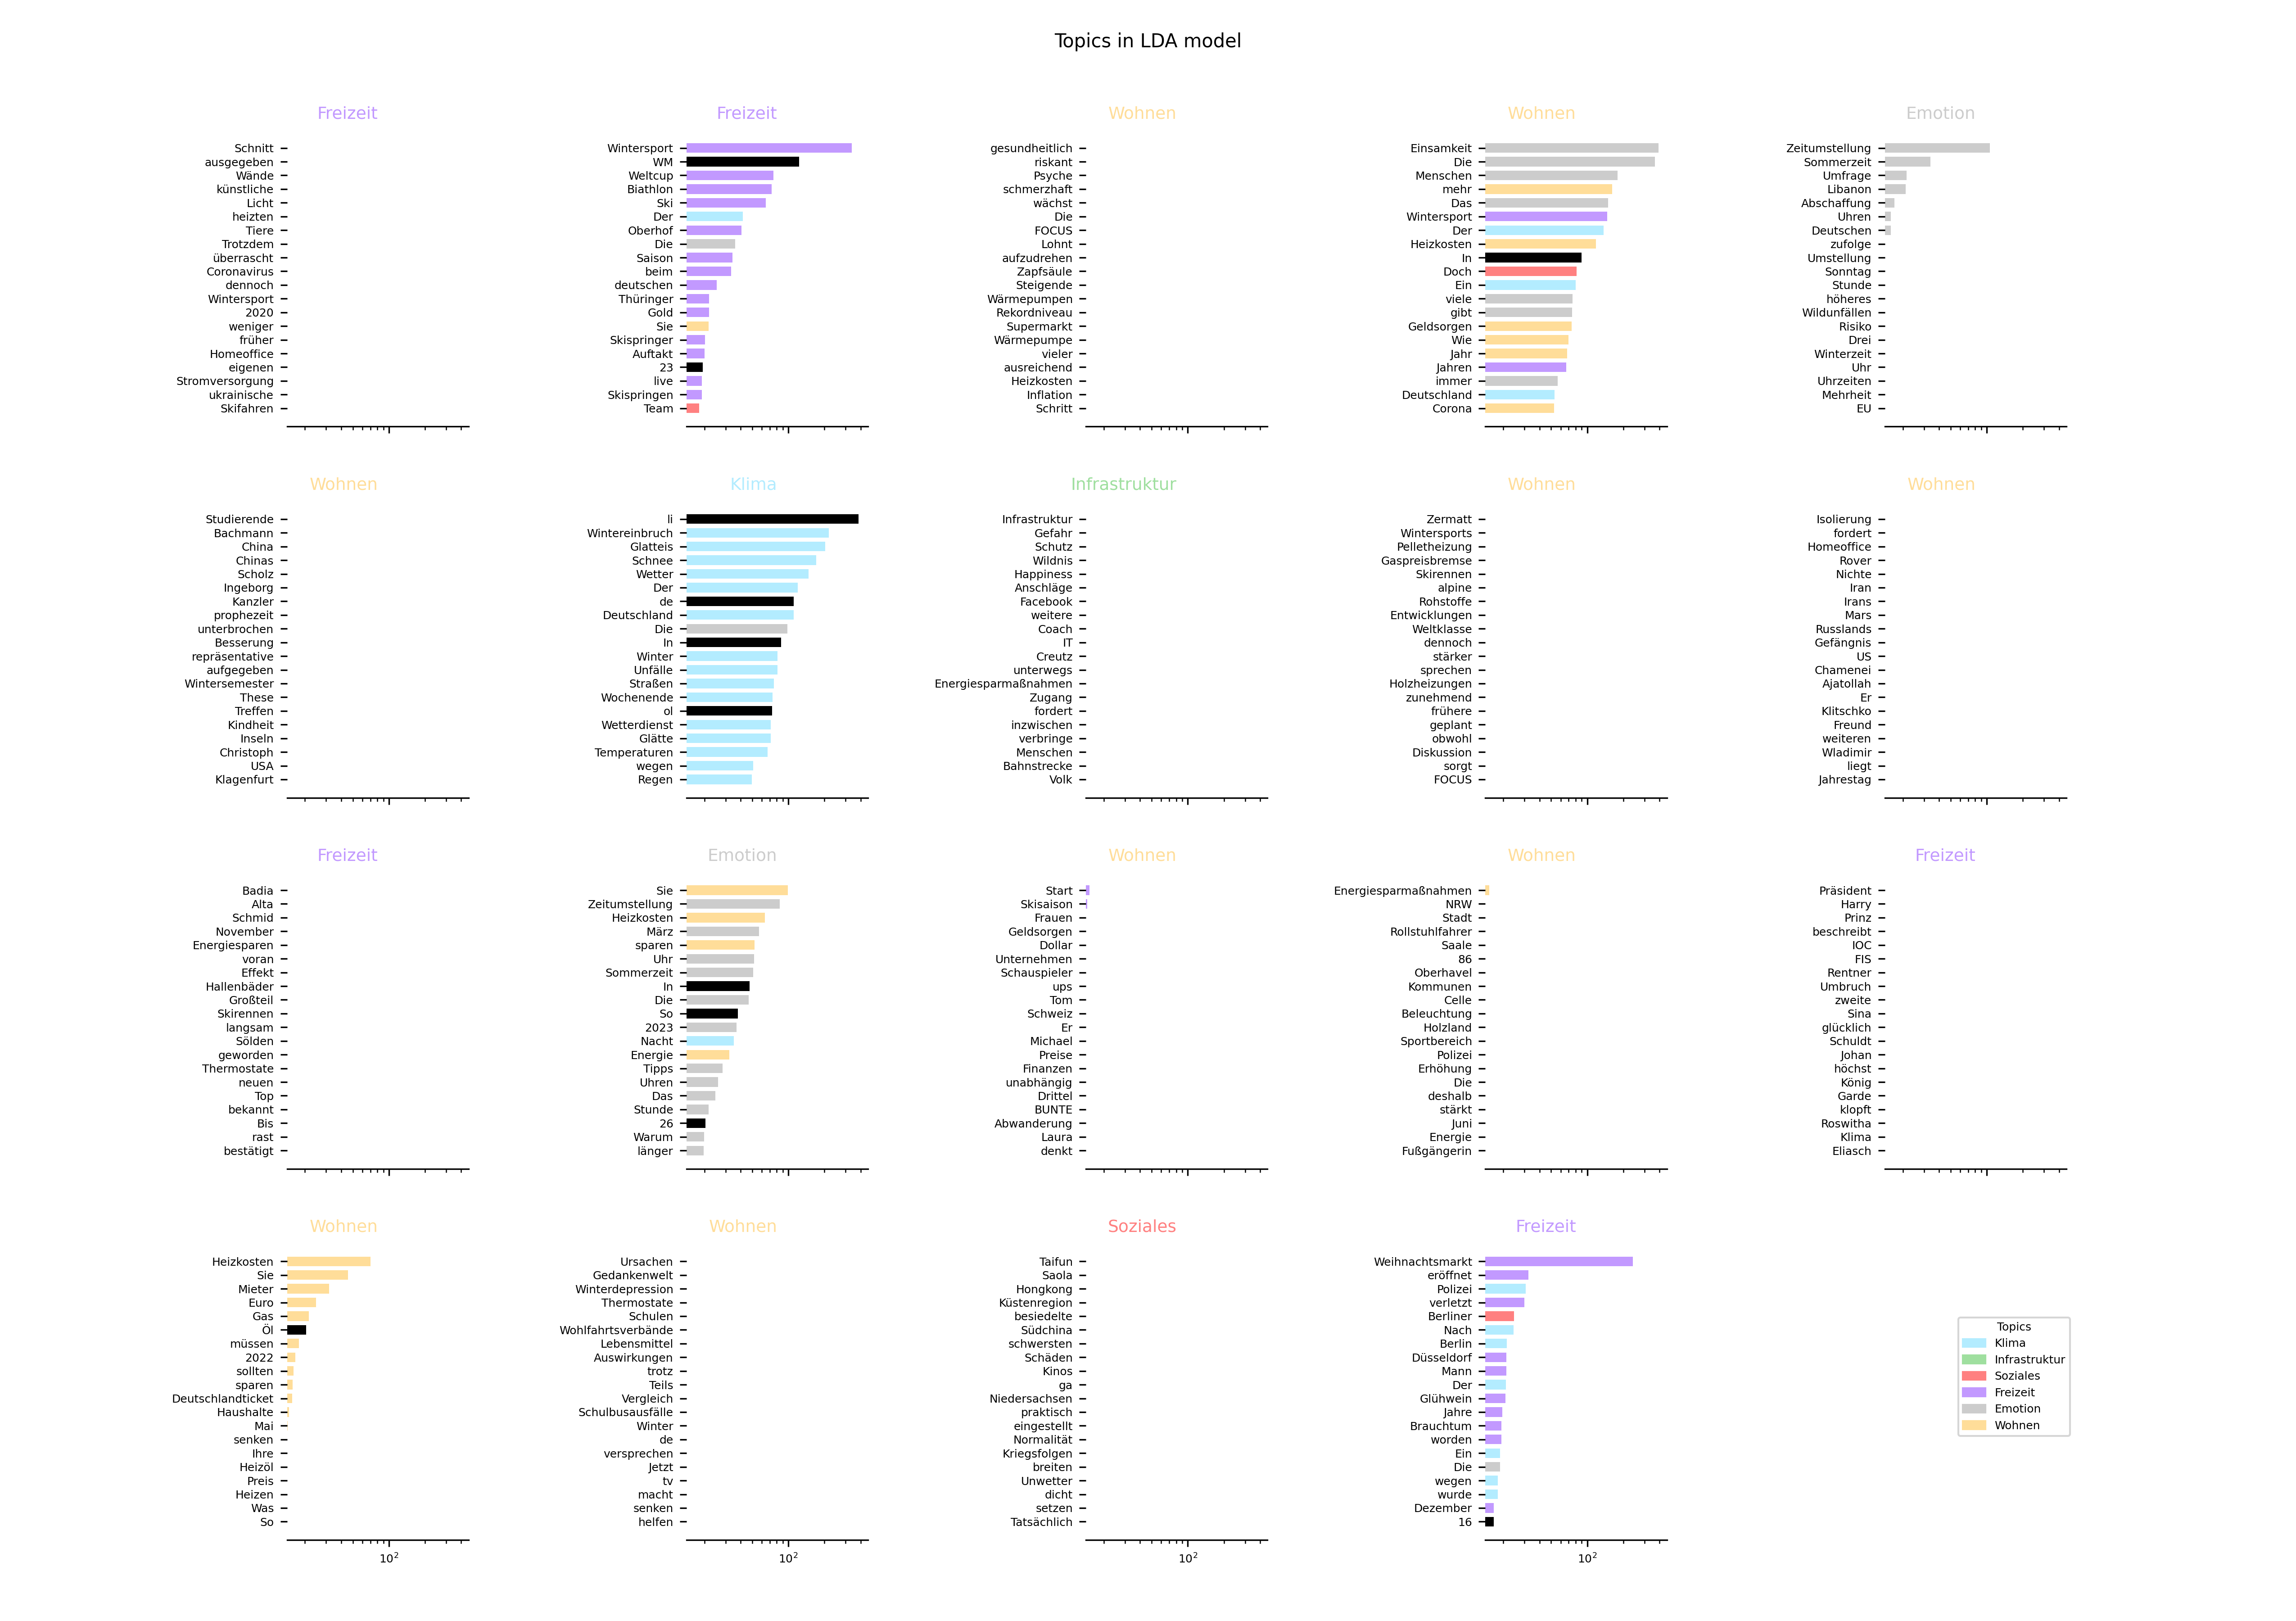 Topics in LDA model
Freizeit
Schnitt
ausgegeben
Wände
künstliche
Licht
heizten
Tiere
Trotzdem
überrascht
Coronavirus
dennoch
Wintersport
2020
weniger
früher
Homeoffice
eigenen
Stromversorgung
ukrainische
Skifahren
Freizeit
Wintersport
WM
Weltcup
Biathlon
Ski
Der
Oberhof
Die
Saison
beim
deutschen
Thüringer
Gold
Sie
Skispringer
Auftakt
23
live
Skispringen
Team
Wohnen
gesundheitlich
riskant
Psyche
schmerzhaft
wächst
Die
FOCUS
Lohnt
aufzudrehen
Zapfsäule
Steigende
Wärmepumpen
Rekordniveau
Supermarkt
Wärmepumpe
vieler
ausreichend
Heizkosten
Inflation
Schritt
Wohnen
Einsamkeit
Die
Menschen
mehr
Das
Wintersport
Der
Heizkosten
In
Doch
Ein
viele
gibt
Geldsorgen
Wie
Jahr
Jahren
immer
Deutschland
Corona
Emotion
Zeitumstellung
Sommerzeit
Umfrage
Libanon
Abschaffung
Uhren
Deutschen
zufolge
Umstellung
Sonntag
Stunde
höheres
Wildunfällen
Risiko
Drei
Winterzeit
Uhr
Uhrzeiten
Mehrheit
EU
Wohnen
Studierende
Bachmann
China
Chinas
Scholz
Ingeborg
Kanzler
prophezeit
unterbrochen
Besserung
repräsentative
aufgegeben
Wintersemester
These
Treffen
Kindheit
Inseln
Christoph
USA
Klagenfurt
Klima
li
Wintereinbruch
Glatteis
Schnee
Wetter
Der
de
Deutschland
Die
In
Winter
Unfälle
Straßen
Wochenende
ol
Wetterdienst
Glätte
Temperaturen
wegen
Regen
Infrastruktur
Infrastruktur
Gefahr
Schutz
Wildnis
Happiness
Anschläge
Facebook
weitere
Coach
IT
Creutz
unterwegs
Energiesparmaßnahmen
Zugang
fordert
inzwischen
verbringe
Menschen
Bahnstrecke
Volk
Wohnen
Zermatt
Wintersports
Pelletheizung
Gaspreisbremse
Skirennen
alpine
Rohstoffe
Entwicklungen
Weltklasse
dennoch
stärker
sprechen
Holzheizungen
zunehmend
frühere
geplant
obwohl
Diskussion
sorgt
FOCUS
Wohnen
Isolierung
fordert
Homeoffice
Rover
Nichte
Iran
Irans
Mars
Russlands
Gefängnis
US
Chamenei
Ajatollah
Er
Klitschko
Freund
weiteren
Wladimir
liegt
Jahrestag
Freizeit
Badia
Alta
Schmid
November
Energiesparen
voran
Effekt
Hallenbäder
Großteil
Skirennen
langsam
Sölden
geworden
Thermostate
neuen
Top
bekannt
Bis
rast
bestätigt
Emotion
Sie
Zeitumstellung
Heizkosten
März
sparen
Uhr
Sommerzeit
In
Die
So
2023
Nacht
Energie
Tipps
Uhren
Das
Stunde
26
Warum
länger
Wohnen
Start
Skisaison
Frauen
Geldsorgen
Dollar
Unternehmen
Schauspieler
ups
Tom
Schweiz
Er
Michael
Preise
Finanzen
unabhängig
Drittel
BUNTE
Abwanderung
Laura
denkt
Wohnen
Energiesparmaßnahmen
NRW
Stadt
Rollstuhlfahrer
Saale
86
Oberhavel
Kommunen
Celle
Beleuchtung
Holzland
Sportbereich
Polizei
Erhöhung
Die
deshalb
stärkt
Juni
Energie
Fußgängerin
Freizeit
Präsident
Harry
Prinz
beschreibt
IOC
FIS
Rentner
Umbruch
zweite
Sina
glücklich
Schuldt
Johan
höchst
König
Garde
klopft
Roswitha
Klima
Eliasch
Wohnen
Heizkosten
Sie
Mieter
Euro
Gas
Öl
müssen
2022
sollten
sparen
Deutschlandticket
Haushalte
Mai
senken
Ihre
Heizöl
Preis
Heizen
Was
So
10²
Wohnen
Ursachen
Gedankenwelt
Winterdepression
Thermostate
Schulen
Wohlfahrtsverbände
Lebensmittel
Auswirkungen
trotz
Teils
Vergleich
Schulbusausfälle
Winter
de
versprechen
Jetzt
tv
macht
senken
helfen
10²
Soziales
Taifun
Saola
Hongkong
Küstenregion
besiedelte
Südchina
schwersten
Schäden
Kinos
ga
Niedersachsen
praktisch
eingestellt
Normalität
Kriegsfolgen
breiten
Unwetter
dicht
setzen
Tatsächlich
10²
Freizeit
Weihnachtsmarkt
eröffnet
Polizei
verletzt
Berliner
Nach
Berlin
Düsseldorf
Mann
Der
Glühwein
Jahre
Brauchtum
worden
Ein
Die
wegen
wurde
Dezember
16
10²
Topics
Klima
Infrastruktur
Soziales
Freizeit
Emotion
Wohnen